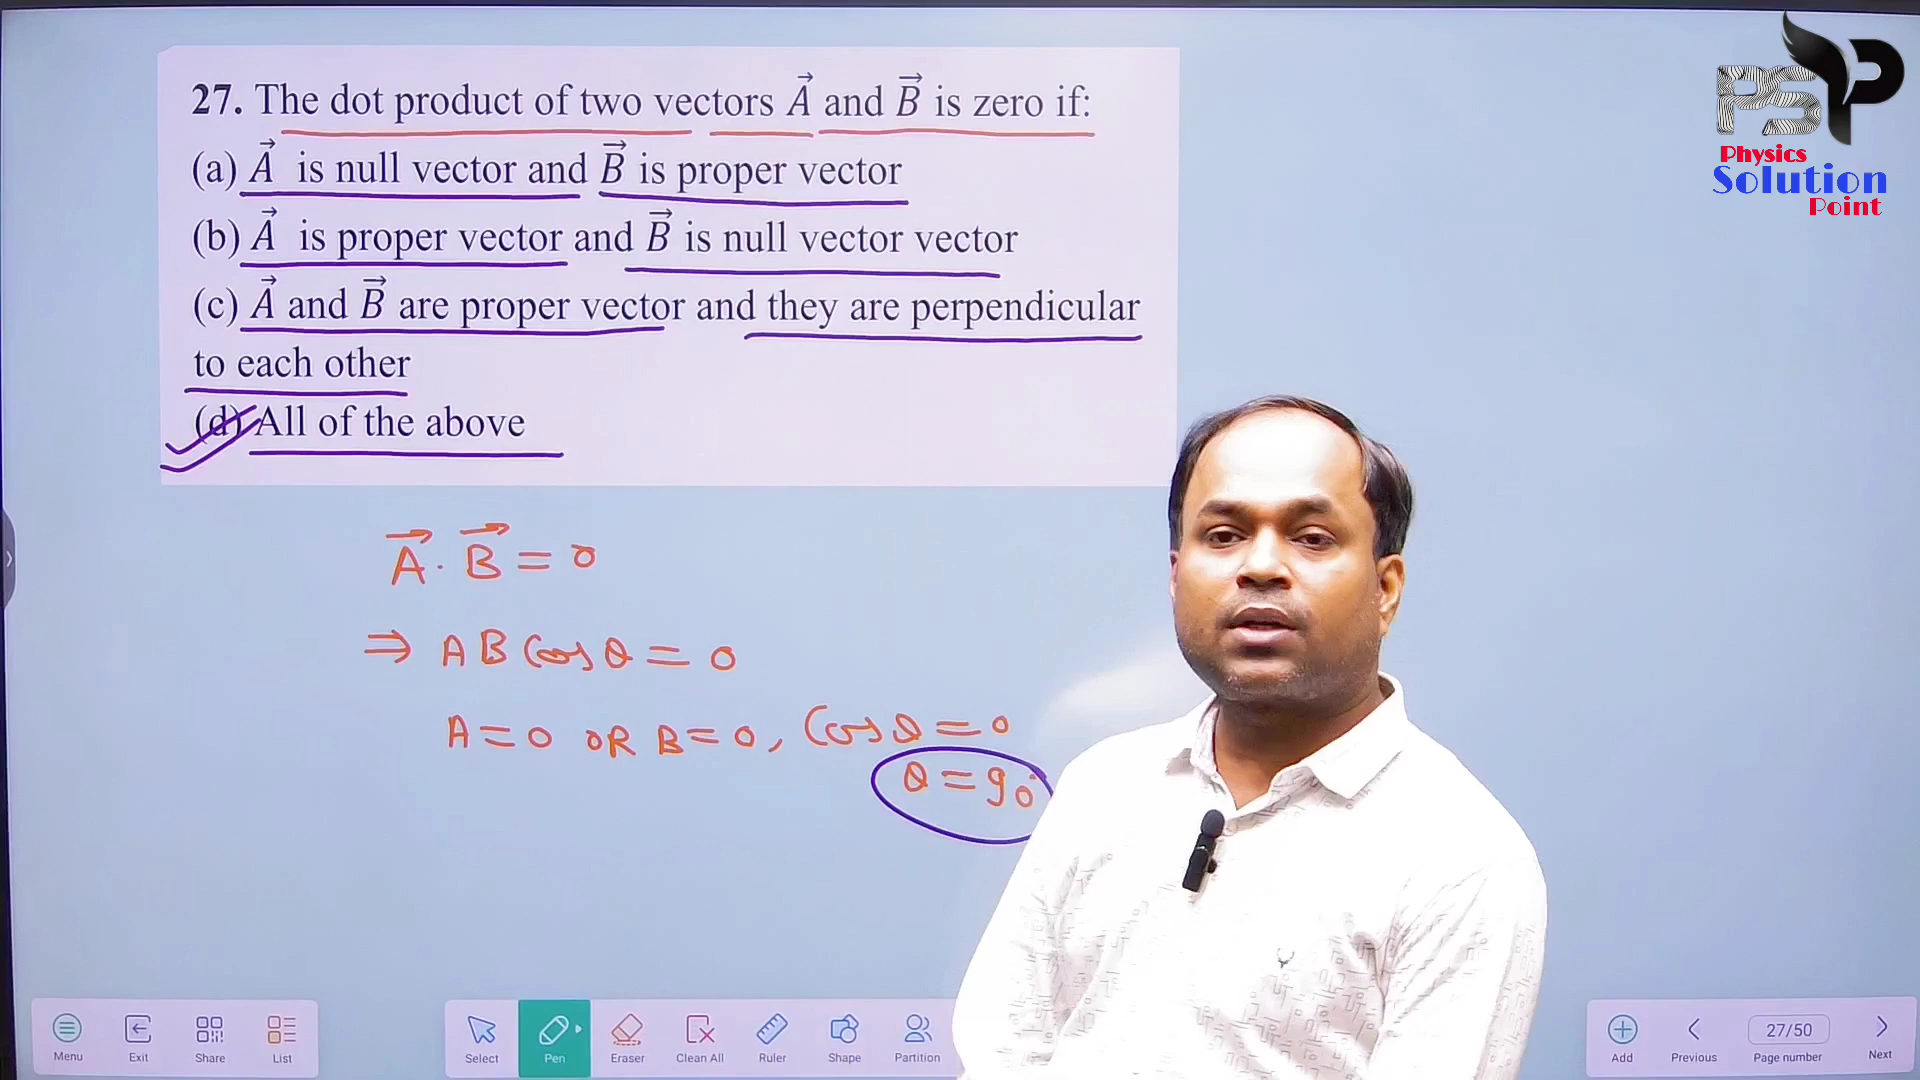 27. The dot product of two vectors A⃗ and B⃗ is zero if:
(a) A⃗ is null vector and B⃗ is proper vector
(b) A⃗ is proper vector and B⃗ is null vector vector
(c) A⃗ and B⃗ are proper vector and they are perpendicular
to each other
(d) All of the above
A⃗ . B⃗ = 0
⇒ A B Cos θ = 0
A = 0 OR B = 0, Cos θ = 0
θ = 90°
PSP
Physics
Solution
Point
Menu Exit Share List
Select Pen Eraser Clean All Ruler Shape Partition
27/50
Add Previous Page number Next